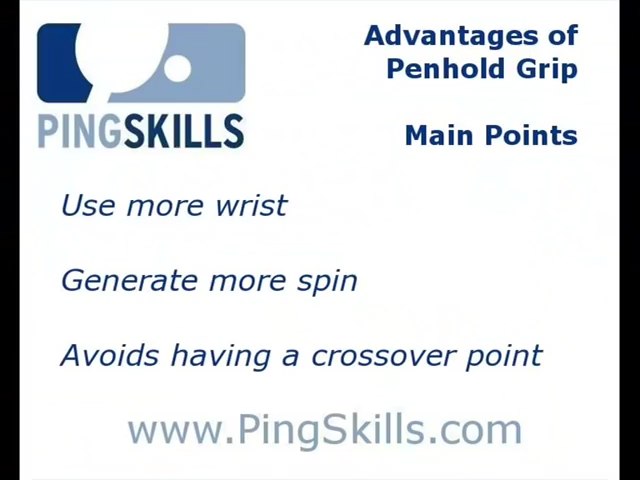 PINGSKILLS
Advantages of
Penhold Grip
Main Points
Use more wrist
Generate more spin
Avoids having a crossover point
www.PingSkills.com